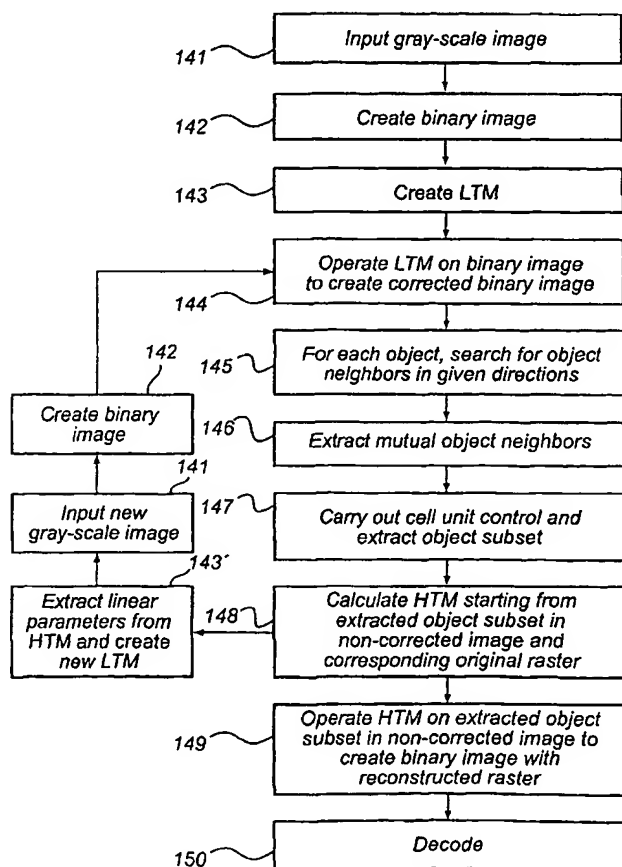 Input gray-scale image
141
Create binary image
142
Create LTM
143
Operate LTM on binary image
to create corrected binary image
144
For each object, search for object
neighbors in given directions
145
Extract mutual object neighbors
146
Carry out cell unit control and
extract object subset
147
Calculate HTM starting from
extracted object subset in
non-corrected image and
corresponding original raster
148
Operate HTM on extracted object
subset in non-corrected image to
create binary image with
reconstructed raster
149
Decode
150
142
Create binary
image
141
Input new
gray-scale image
143'
Extract linear
parameters from
HTM and create
new LTM